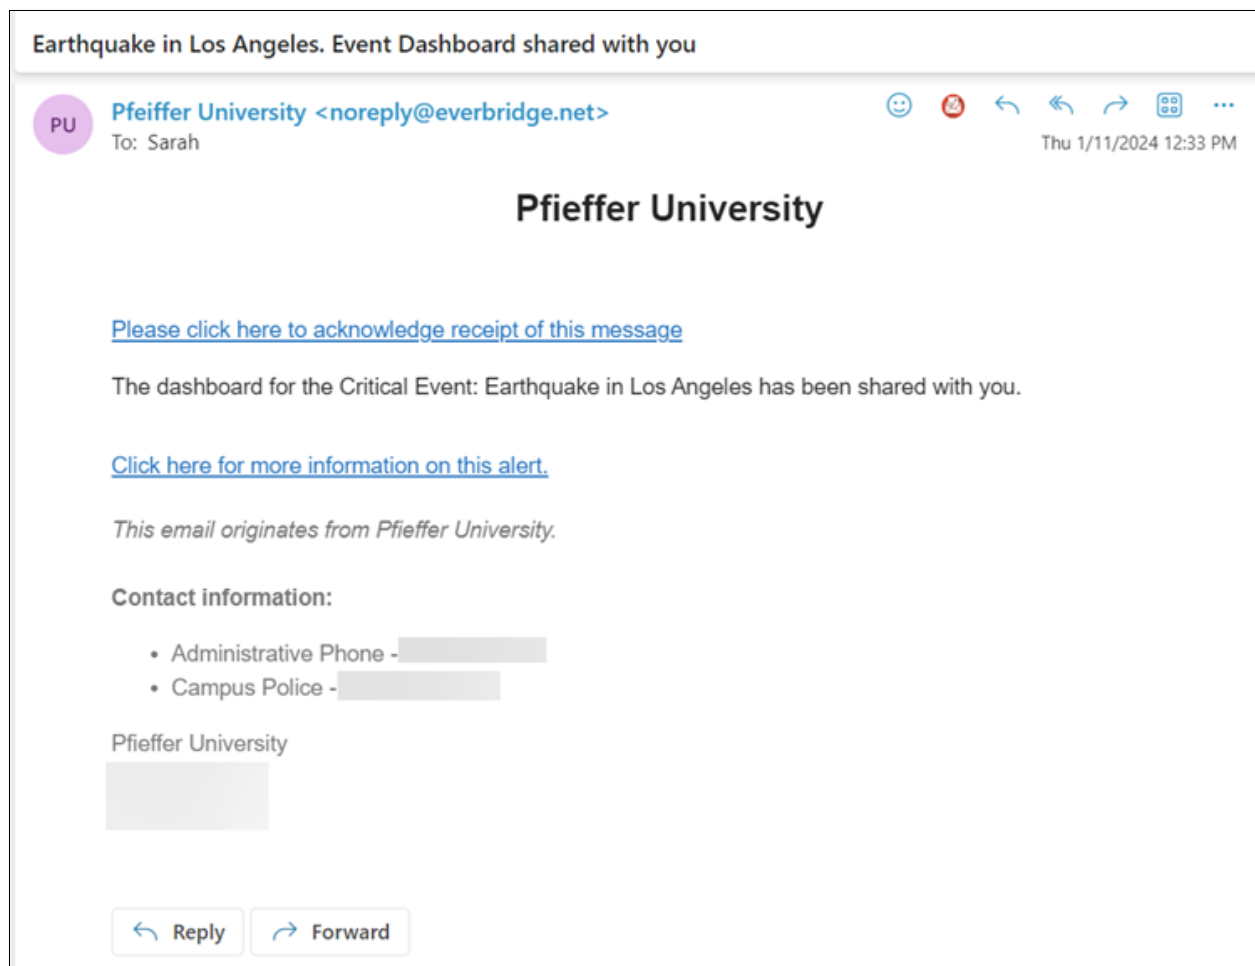 Earthquake in Los Angeles. Event Dashboard shared with you
PU
Pfeiffer University <noreply@everbridge.net>
To: Sarah
Thu 1/11/2024 12:33 PM
Pfieffer University
Please click here to acknowledge receipt of this message
The dashboard for the Critical Event: Earthquake in Los Angeles has been shared with you.
Click here for more information on this alert.
This email originates from Pfieffer University.
Contact information:
• Administrative Phone -
• Campus Police -
Pfieffer University
Reply
Forward